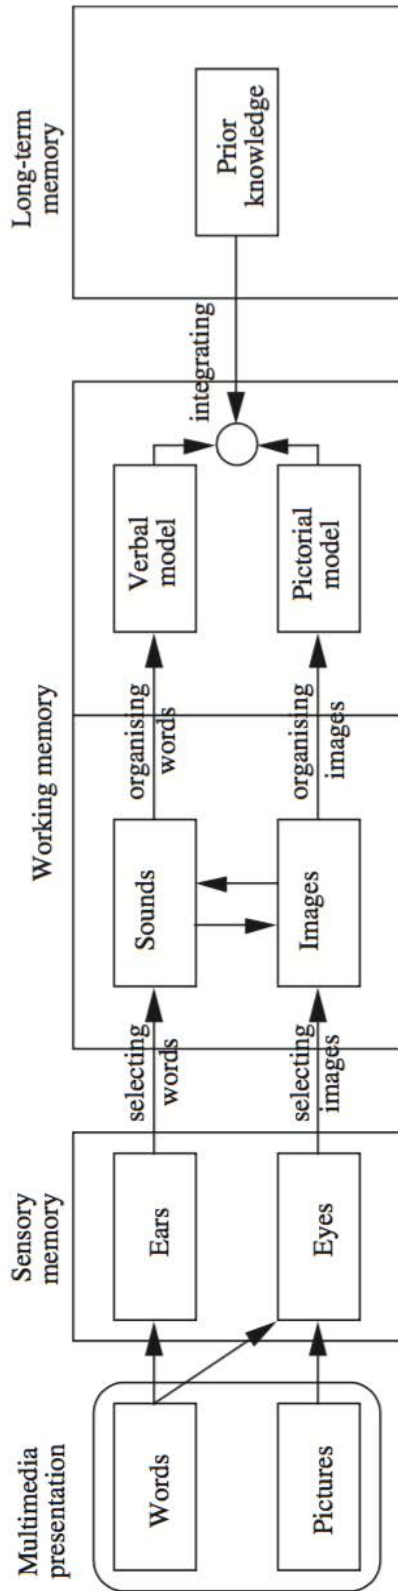 Multimedia
presentation
Words
Pictures
Sensory
memory
Ears
Eyes
selecting
words
selecting
images
Working memory
Sounds
Images
organising
words
organising
images
Verbal
model
Pictorial
model
integrating
Long-term
memory
Prior
knowledge